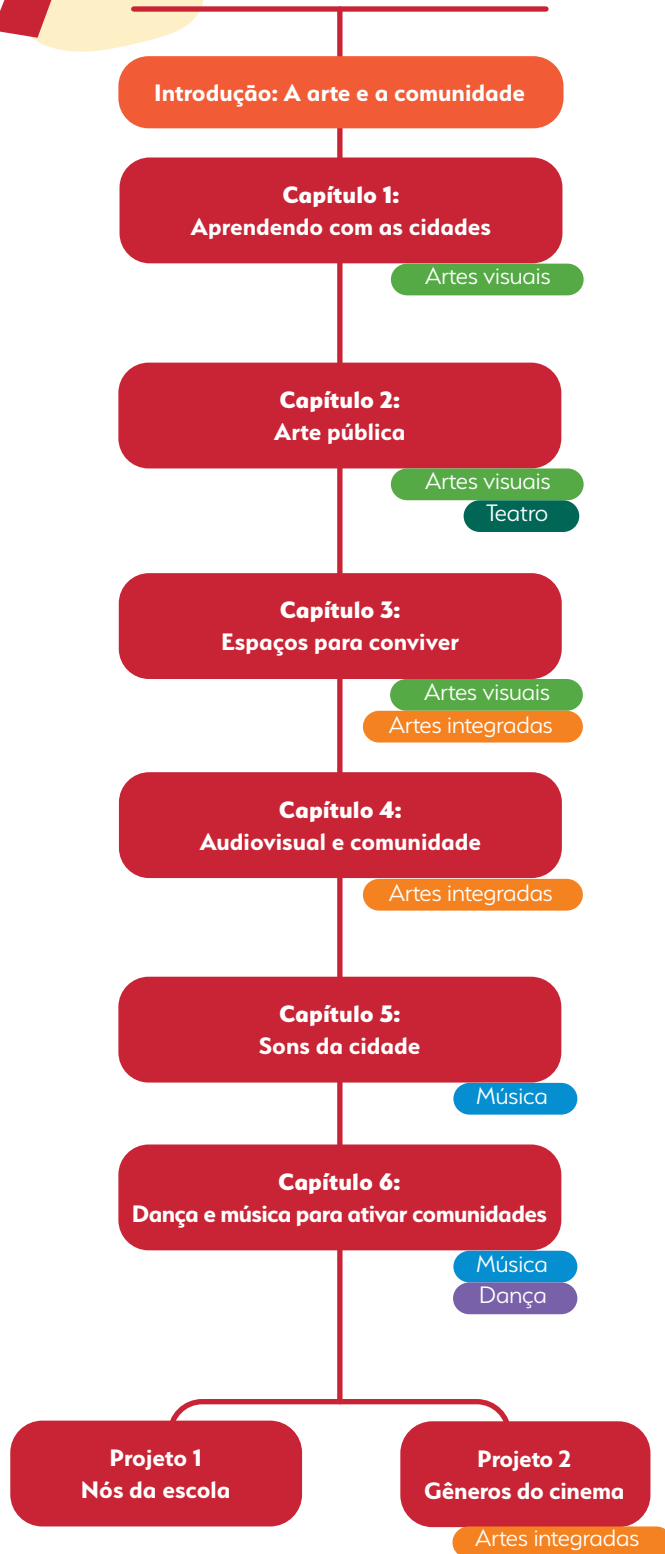 Introdução: A arte e a comunidade
Capítulo 1:
Aprendendo com as cidades
Artes visuais
Capítulo 2:
Arte pública
Artes visuais
Teatro
Capítulo 3:
Espaços para conviver
Artes visuais
Artes integradas
Capítulo 4:
Audiovisual e comunidade
Artes integradas
Capítulo 5:
Sons da cidade
Música
Capítulo 6:
Dança e música para ativar comunidades
Música
Dança
Projeto 1
Nós da escola
Projeto 2
Gêneros do cinema
Artes integradas